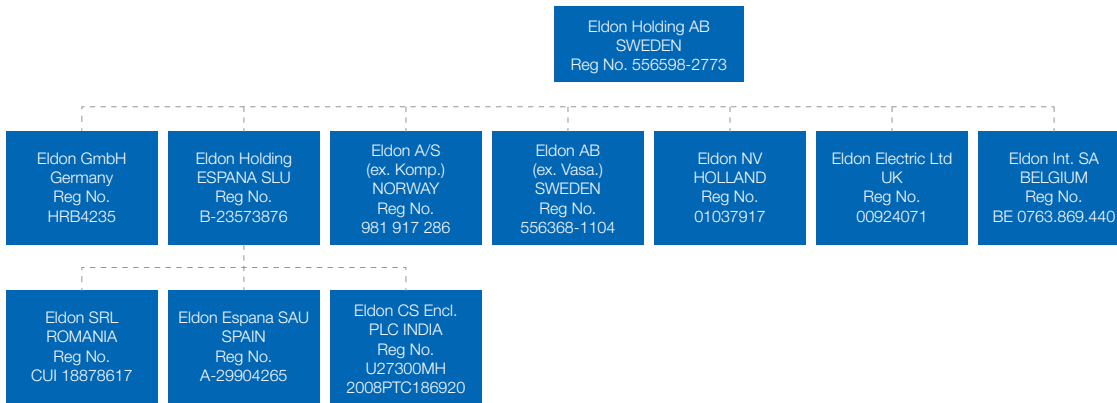 Eldon Holding AB
SWEDEN
Reg No. 556598-2773
Eldon GmbH
Germany
Reg No.
HRB4235
Eldon Holding
ESPANA SLU
Reg No.
B-23573876
Eldon A/S
(ex. Komp.)
NORWAY
Reg No.
981 917 286
Eldon AB
(ex. Vasa.)
SWEDEN
Reg No.
556368-1104
Eldon NV
HOLLAND
Reg No.
01037917
Eldon Electric Ltd
UK
Reg No.
00924071
Eldon Int. SA
BELGIUM
Reg No.
BE 0763.869.440
Eldon SRL
ROMANIA
Reg No.
CUI 18878617
Eldon Espana SAU
SPAIN
Reg No.
A-29904265
Eldon CS Encl.
PLC INDIA
Reg No.
U27300MH
2008PTC186920